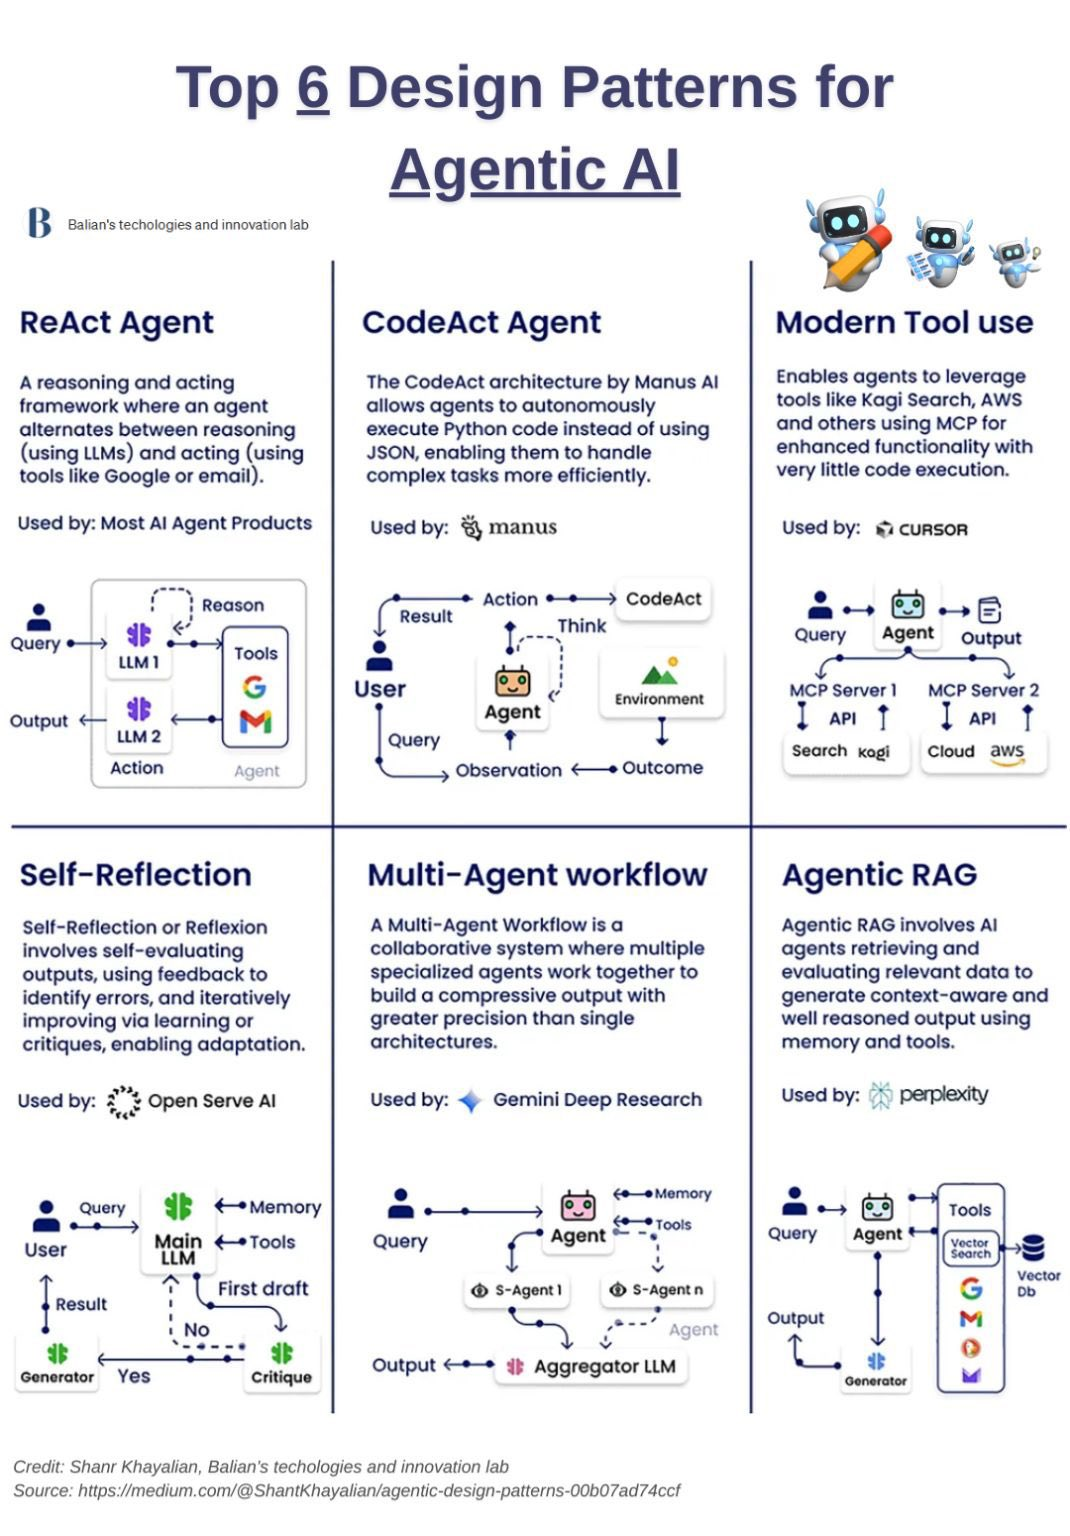 Top 6 Design Patterns for
Agentic AI
B
Balian's techologies and innovation lab
ReAct Agent
A reasoning and acting
framework where an agent
alternates between reasoning
(using LLMs) and acting (using
tools like Google or email).
Used by: Most AI Agent Products
Reason
Query
LLM 1
Tools
G
Output
LLM 2
Action
Agent
CodeAct Agent
The CodeAct architecture by Manus AI
allows agents to autonomously
execute Python code instead of using
JSON, enabling them to handle
complex tasks more efficiently.
Used by: manus
Action
CodeAct
Result
Think
User
Agent
Environment
Query
Observation
Outcome
Modern Tool use
Enables agents to leverage
tools like Kagi Search, AWS
and others using MCP for
enhanced functionality with
very little code execution.
Used by: CURSOR
Query
Agent
Output
MCP Server 1
MCP Server 2
API
API
Search kagi
Cloud aws
Self-Reflection
Self-Reflection or Reflexion
involves self-evaluating
outputs, using feedback to
identify errors, and iteratively
improving via learning or
critiques, enabling adaptation.
Used by: Open Serve AI
Query
Memory
User
Main
LLM
Tools
First draft
Result
No
Generator
Yes
Critique
Multi-Agent workflow
A Multi-Agent Workflow is a
collaborative system where multiple
specialized agents work together to
build a compressive output with
greater precision than single
architectures.
Used by: Gemini Deep Research
Memory
Query
Agent
Tools
S-Agent 1
S-Agent n
Agent
Output
Aggregator LLM
Agentic RAG
Agentic RAG involves AI
agents retrieving and
evaluating relevant data to
generate context-aware and
well reasoned output using
memory and tools.
Used by: perplexity
Query
Agent
Tools
Vector
Search
Vector
Db
G
Output
Generator
Credit: Shanr Khayalian, Balian's techologies and innovation lab
Source: https://medium.com/@ShantKhayalian/agentic-design-patterns-00b07ad74ccf